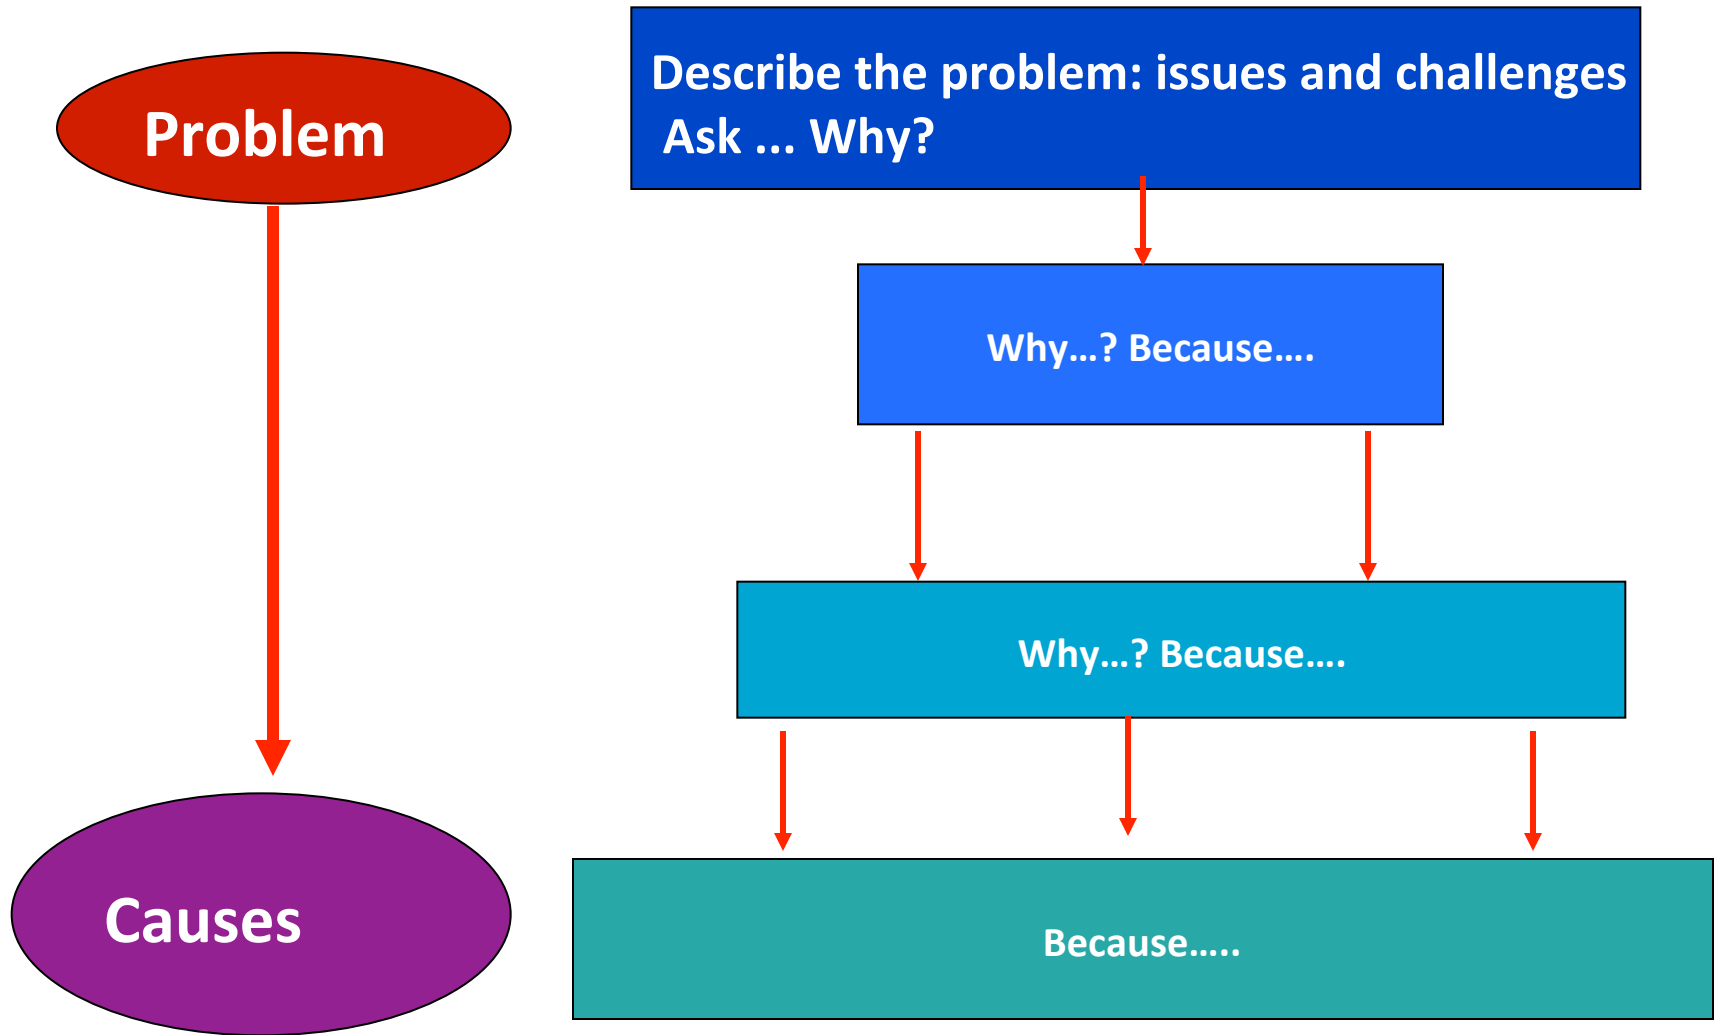 Problem
Describe the problem: issues and challenges
Ask ... Why?
Why...? Because....
Why...? Because....
Causes
Because.....